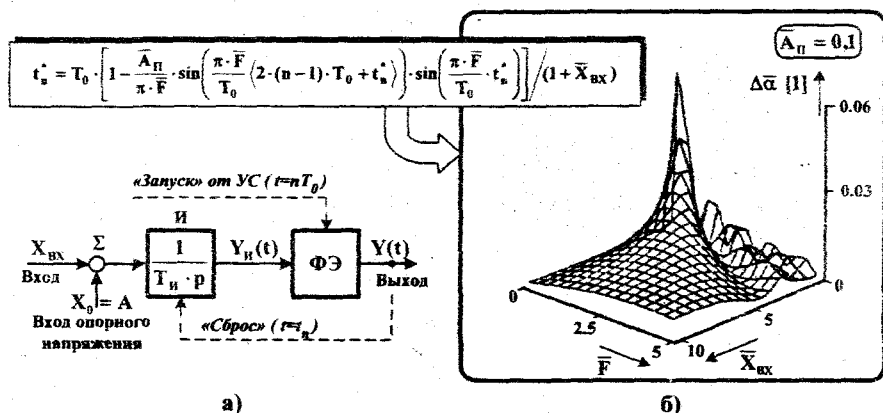 б)
t*ₙ = T₀ · [1 − (Ā_П / (π · F̄)) · sin((π · F̄ / T₀) ⟨2 · (n − 1) · T₀ + t*ₙ⟩) · sin((π · F̄ / T₀) · t*ₙ)] / (1 + X̄_ВХ)
«Запуск» от УС ( t=nT₀ )
И
X_ВХ
Вход
Σ
1 / (T_И · p)
Y_И(t)
ФЭ
Y(t)
Выход
X₀ = A
Вход опорного
напряжения
«Сброс» ( t=tₙ )
а)
Ā_П = 0,1
Δᾱ [1]
0.06
0.03
0
0
2.5
5
F̄
10
5
X̄_ВХ
б)